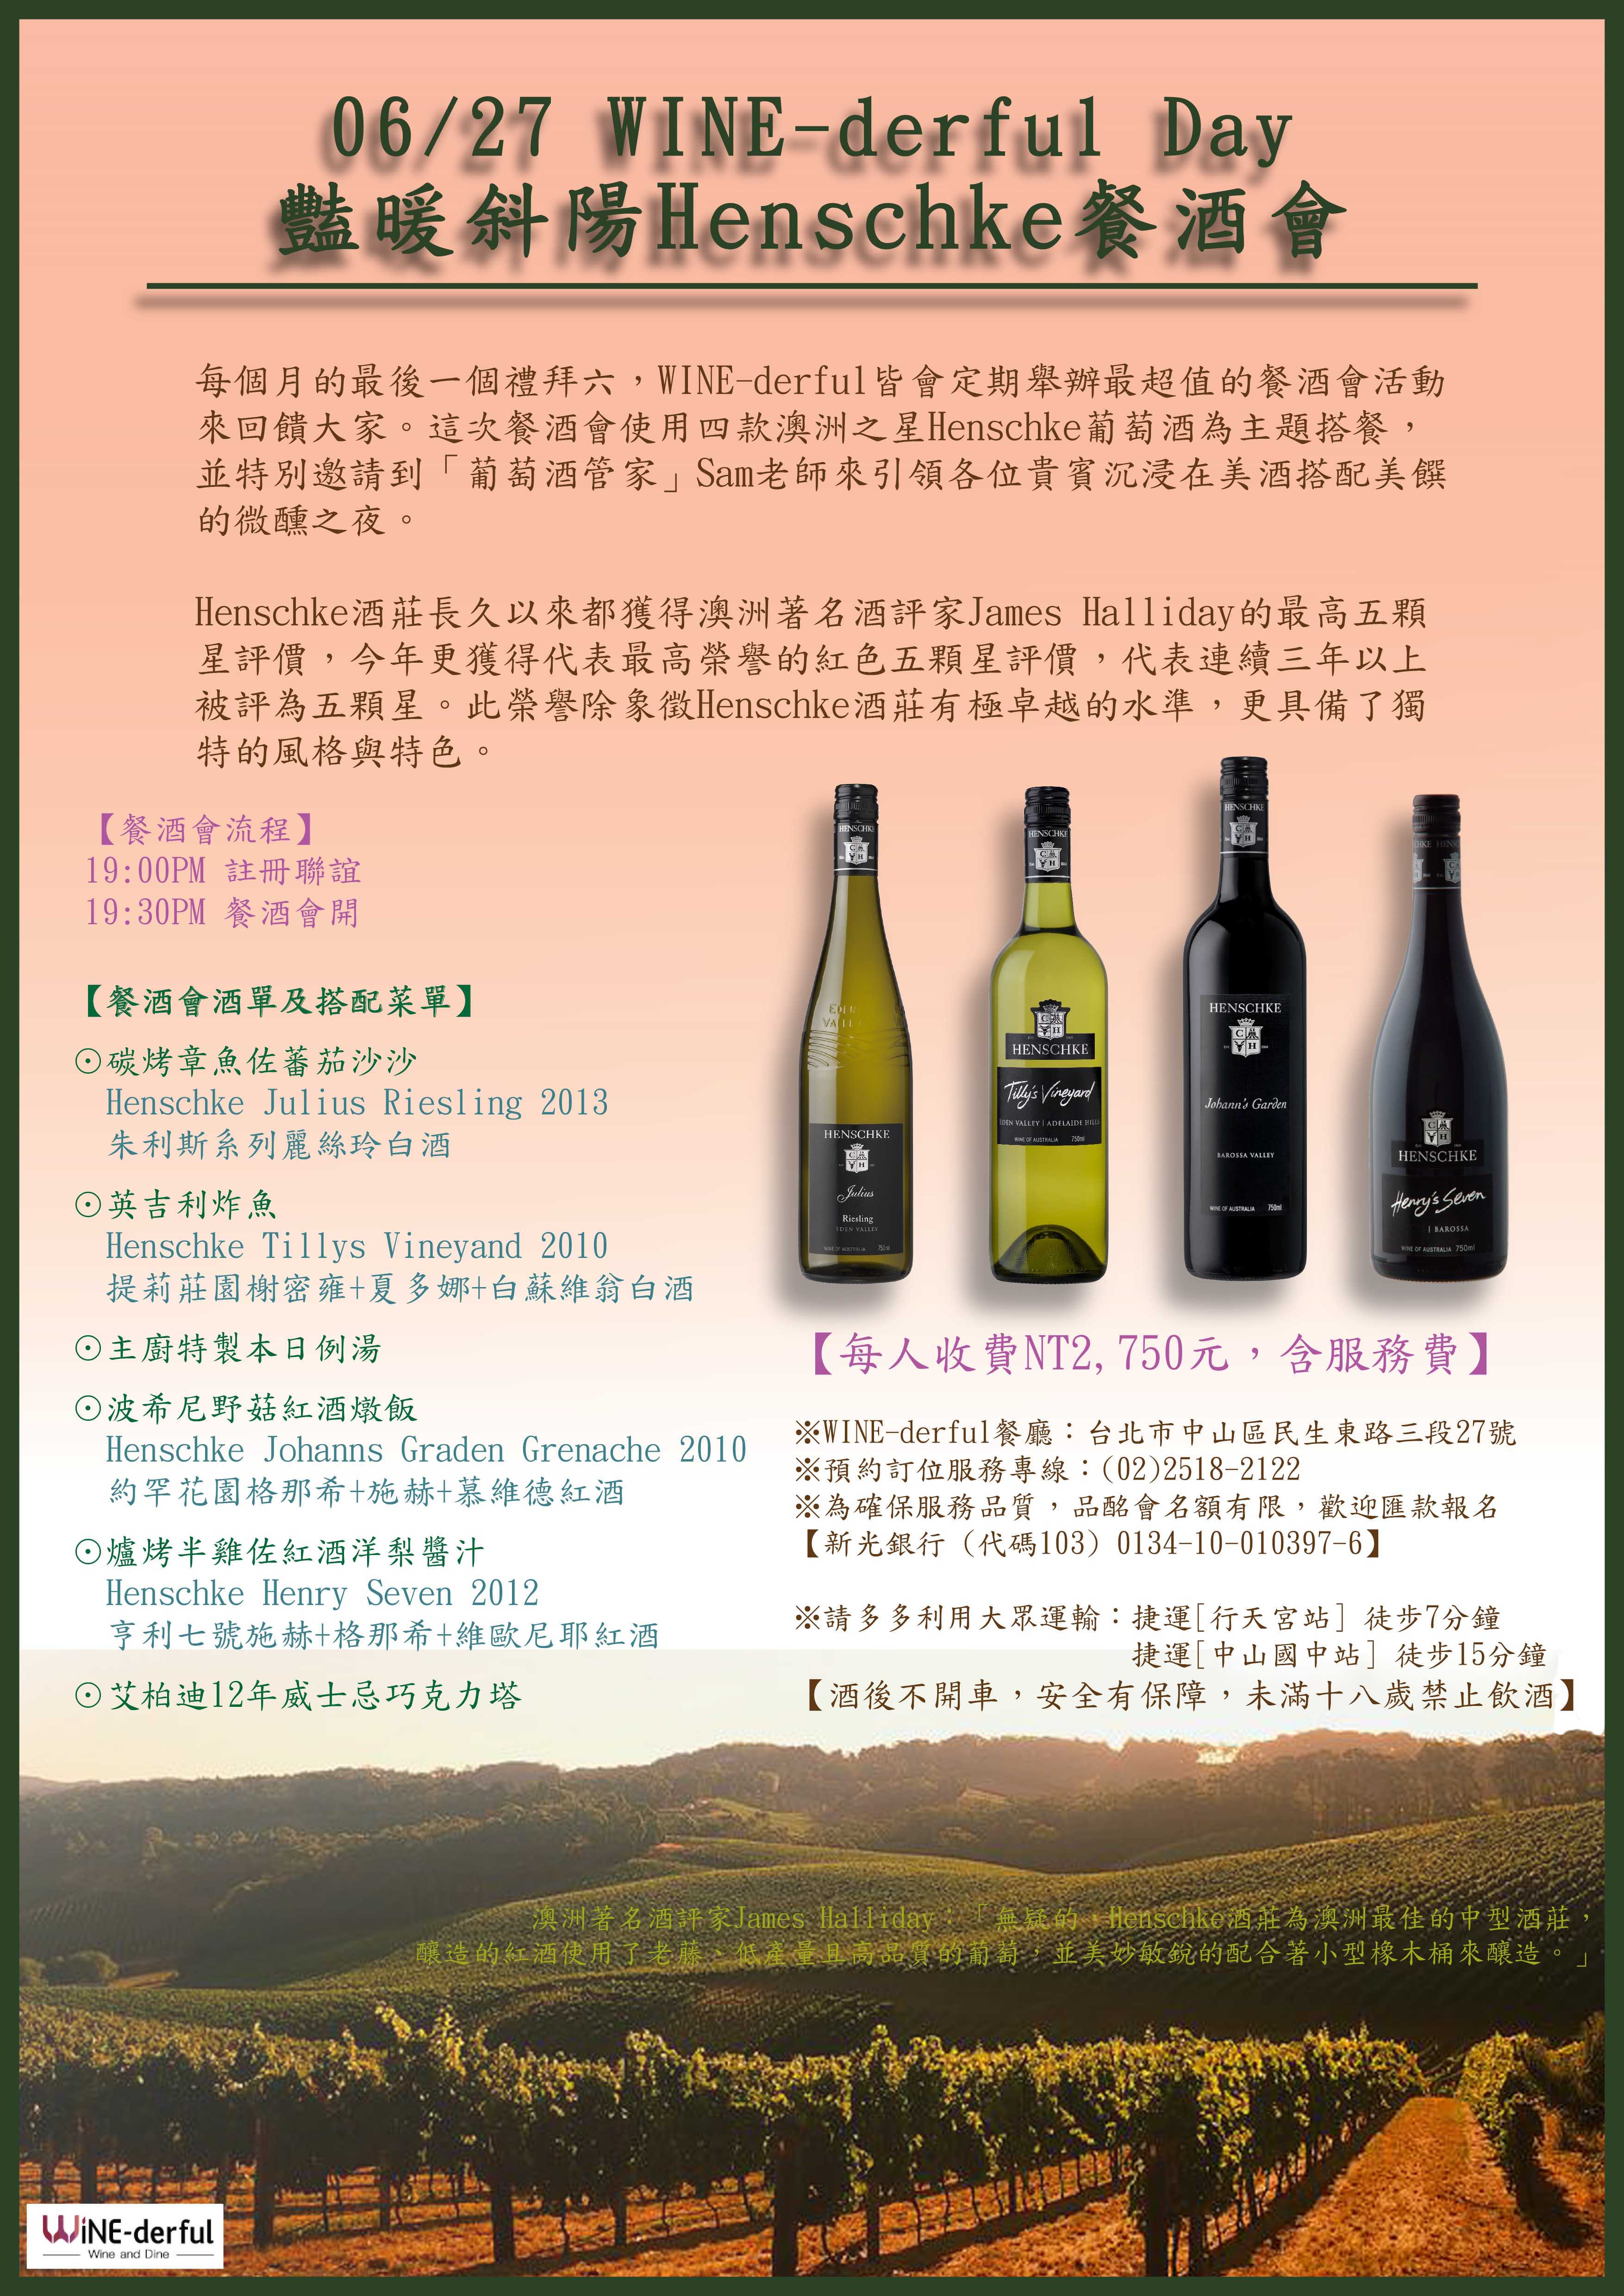 06/27 WINE-derful Day
豔暖斜陽Henschke餐酒會
每個月的最後一個禮拜六，WINE-derful皆會定期舉辦最超值的餐酒會活動
來回饋大家。這次餐酒會使用四款澳洲之星Henschke葡萄酒為主題搭餐，
並特別邀請到「葡萄酒管家」Sam老師來引領各位貴賓沉浸在美酒搭配美饌
的微醺之夜。
Henschke酒莊長久以來都獲得澳洲著名酒評家James Halliday的最高五顆
星評價，今年更獲得代表最高榮譽的紅色五顆星評價，代表連續三年以上
被評為五顆星。此榮譽除象徵Henschke酒莊有極卓越的水準，更具備了獨
特的風格與特色。
【餐酒會流程】
19:00PM 註冊聯誼
19:30PM 餐酒會開
【餐酒會酒單及搭配菜單】
⊙碳烤章魚佐蕃茄沙沙
Henschke Julius Riesling 2013
朱利斯系列麗絲玲白酒
⊙英吉利炸魚
Henschke Tillys Vineyand 2010
提莉莊園榭密雍+夏多娜+白蘇維翁白酒
⊙主廚特製本日例湯
⊙波希尼野菇紅酒燉飯
Henschke Johanns Graden Grenache 2010
約罕花園格那希+施赫+慕維德紅酒
⊙爐烤半雞佐紅酒洋梨醬汁
Henschke Henry Seven 2012
亨利七號施赫+格那希+維歐尼耶紅酒
⊙艾柏迪12年威士忌巧克力塔
HENSCHKE
C H
EDEN
VALLEY
HENSCHKE
C H
Julius
Riesling
EDEN VALLEY
WINE OF AUSTRALIA 750ml
HENSCHKE
C H
C H
HENSCHKE
Tilly's Vineyard
EDEN VALLEY | ADELAIDE HILLS
WINE OF AUSTRALIA 750ml
HENSCHKE
C H
HENSCHKE
C H
Johann's Garden
BAROSSA VALLEY
WINE OF AUSTRALIA 750ml
C H
HENSCHKE
Henry's Seven
| BAROSSA
WINE OF AUSTRALIA 750ml
【每人收費NT2,750元，含服務費】
※WINE-derful餐廳：台北市中山區民生東路三段27號
※預約訂位服務專線：(02)2518-2122
※為確保服務品質，品酩會名額有限，歡迎匯款報名
【新光銀行 (代碼103) 0134-10-010397-6】
※請多多利用大眾運輸：捷運[行天宮站] 徒步7分鐘
捷運[中山國中站] 徒步15分鐘
【酒後不開車，安全有保障，未滿十八歲禁止飲酒】
澳洲著名酒評家James Halliday：「無疑的，Henschke酒莊為澳洲最佳的中型酒莊，
釀造的紅酒使用了老藤、低產量且高品質的葡萄，並美妙敏銳的配合著小型橡木桶來釀造。」
WiNE-derful
Wine and Dine